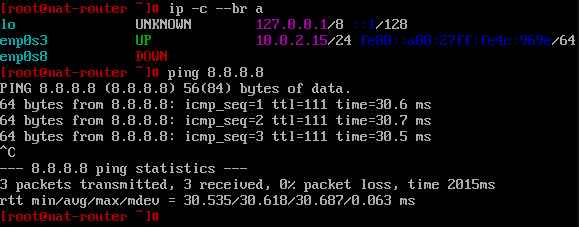 [root@nat-router ~]# ip -c --br a
lo UNKNOWN 127.0.0.1/8 ::1/128
enp0s3 UP 10.0.2.15/24 fe80::a00:27ff:fe4c:969e/64
enp0s8 DOWN
[root@nat-router ~]# ping 8.8.8.8
PING 8.8.8.8 (8.8.8.8) 56(84) bytes of data.
64 bytes from 8.8.8.8: icmp_seq=1 ttl=111 time=30.6 ms
64 bytes from 8.8.8.8: icmp_seq=2 ttl=111 time=30.7 ms
64 bytes from 8.8.8.8: icmp_seq=3 ttl=111 time=30.5 ms
^C
--- 8.8.8.8 ping statistics ---
3 packets transmitted, 3 received, 0% packet loss, time 2015ms
rtt min/avg/max/mdev = 30.535/30.618/30.687/0.063 ms
[root@nat-router ~]#